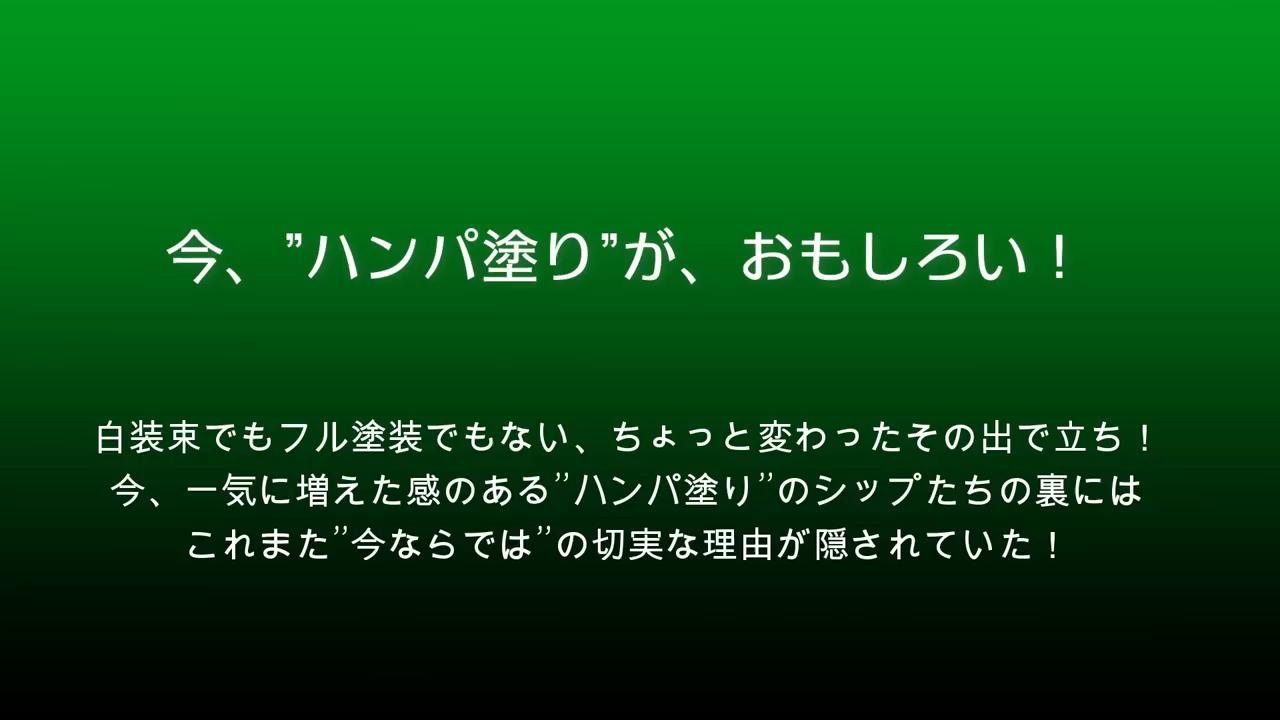 今、”ハンパ塗り”が、おもしろい！
白装束でもフル塗装でもない、ちょっと変わったその出で立ち！
今、一気に増えた感のある”ハンパ塗り”のシップたちの裏には
これまた”今ならでは”の切実な理由が隠されていた！